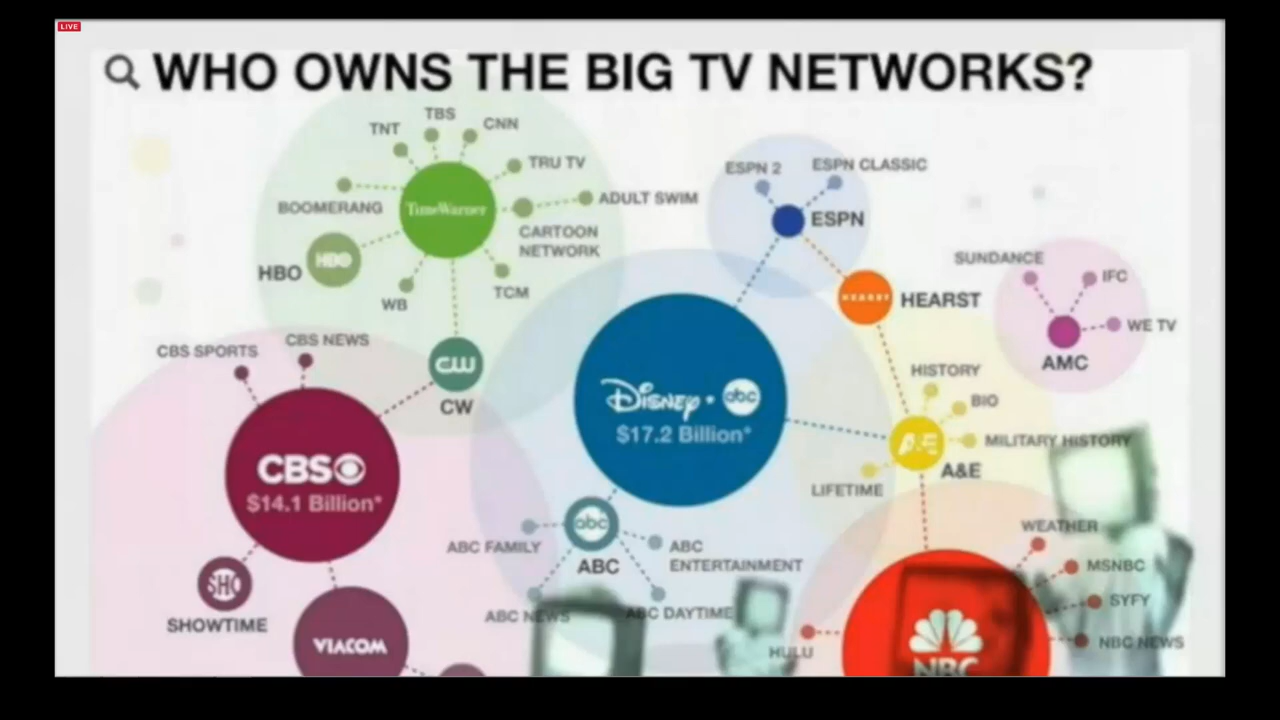 LIVE
WHO OWNS THE BIG TV NETWORKS?
TBS
TNT
CNN
TRU TV
BOOMERANG
TimeWarner
ADULT SWIM
CARTOON
NETWORK
HBO
HBO
WB
TCM
CW
CW
ESPN 2
ESPN CLASSIC
ESPN
HEARST
HEARST
SUNDANCE
IFC
WE TV
AMC
CBS SPORTS
CBS NEWS
CBS
$14.1 Billion*
SHO
SHOWTIME
VIACOM
Disney • abc
$17.2 Billion*
HISTORY
BIO
MILITARY HISTORY
A&E
A&E
LIFETIME
abc
ABC
ABC FAMILY
ABC
ENTERTAINMENT
ABC NEWS
ABC DAYTIME
WEATHER
MSNBC
SYFY
NBC NEWS
HULU
NBC